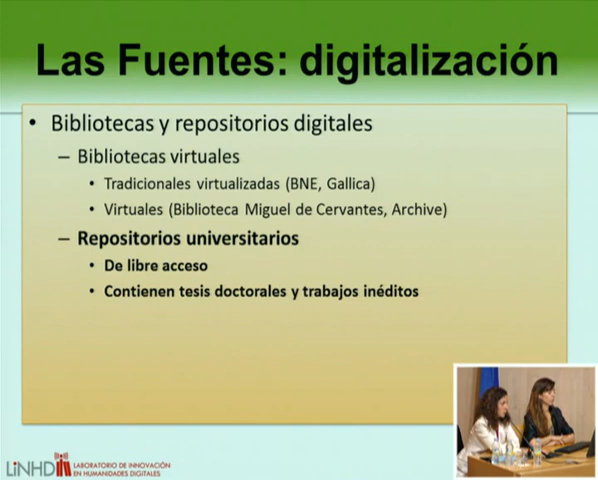 Las Fuentes: digitalización
• Bibliotecas y repositorios digitales
– Bibliotecas virtuales
• Tradicionales virtualizadas (BNE, Gallica)
• Virtuales (Biblioteca Miguel de Cervantes, Archive)
– Repositorios universitarios
• De libre acceso
• Contienen tesis doctorales y trabajos inéditos
LiNHD LABORATORIO DE INNOVACIÓN
EN HUMANIDADES DIGITALES